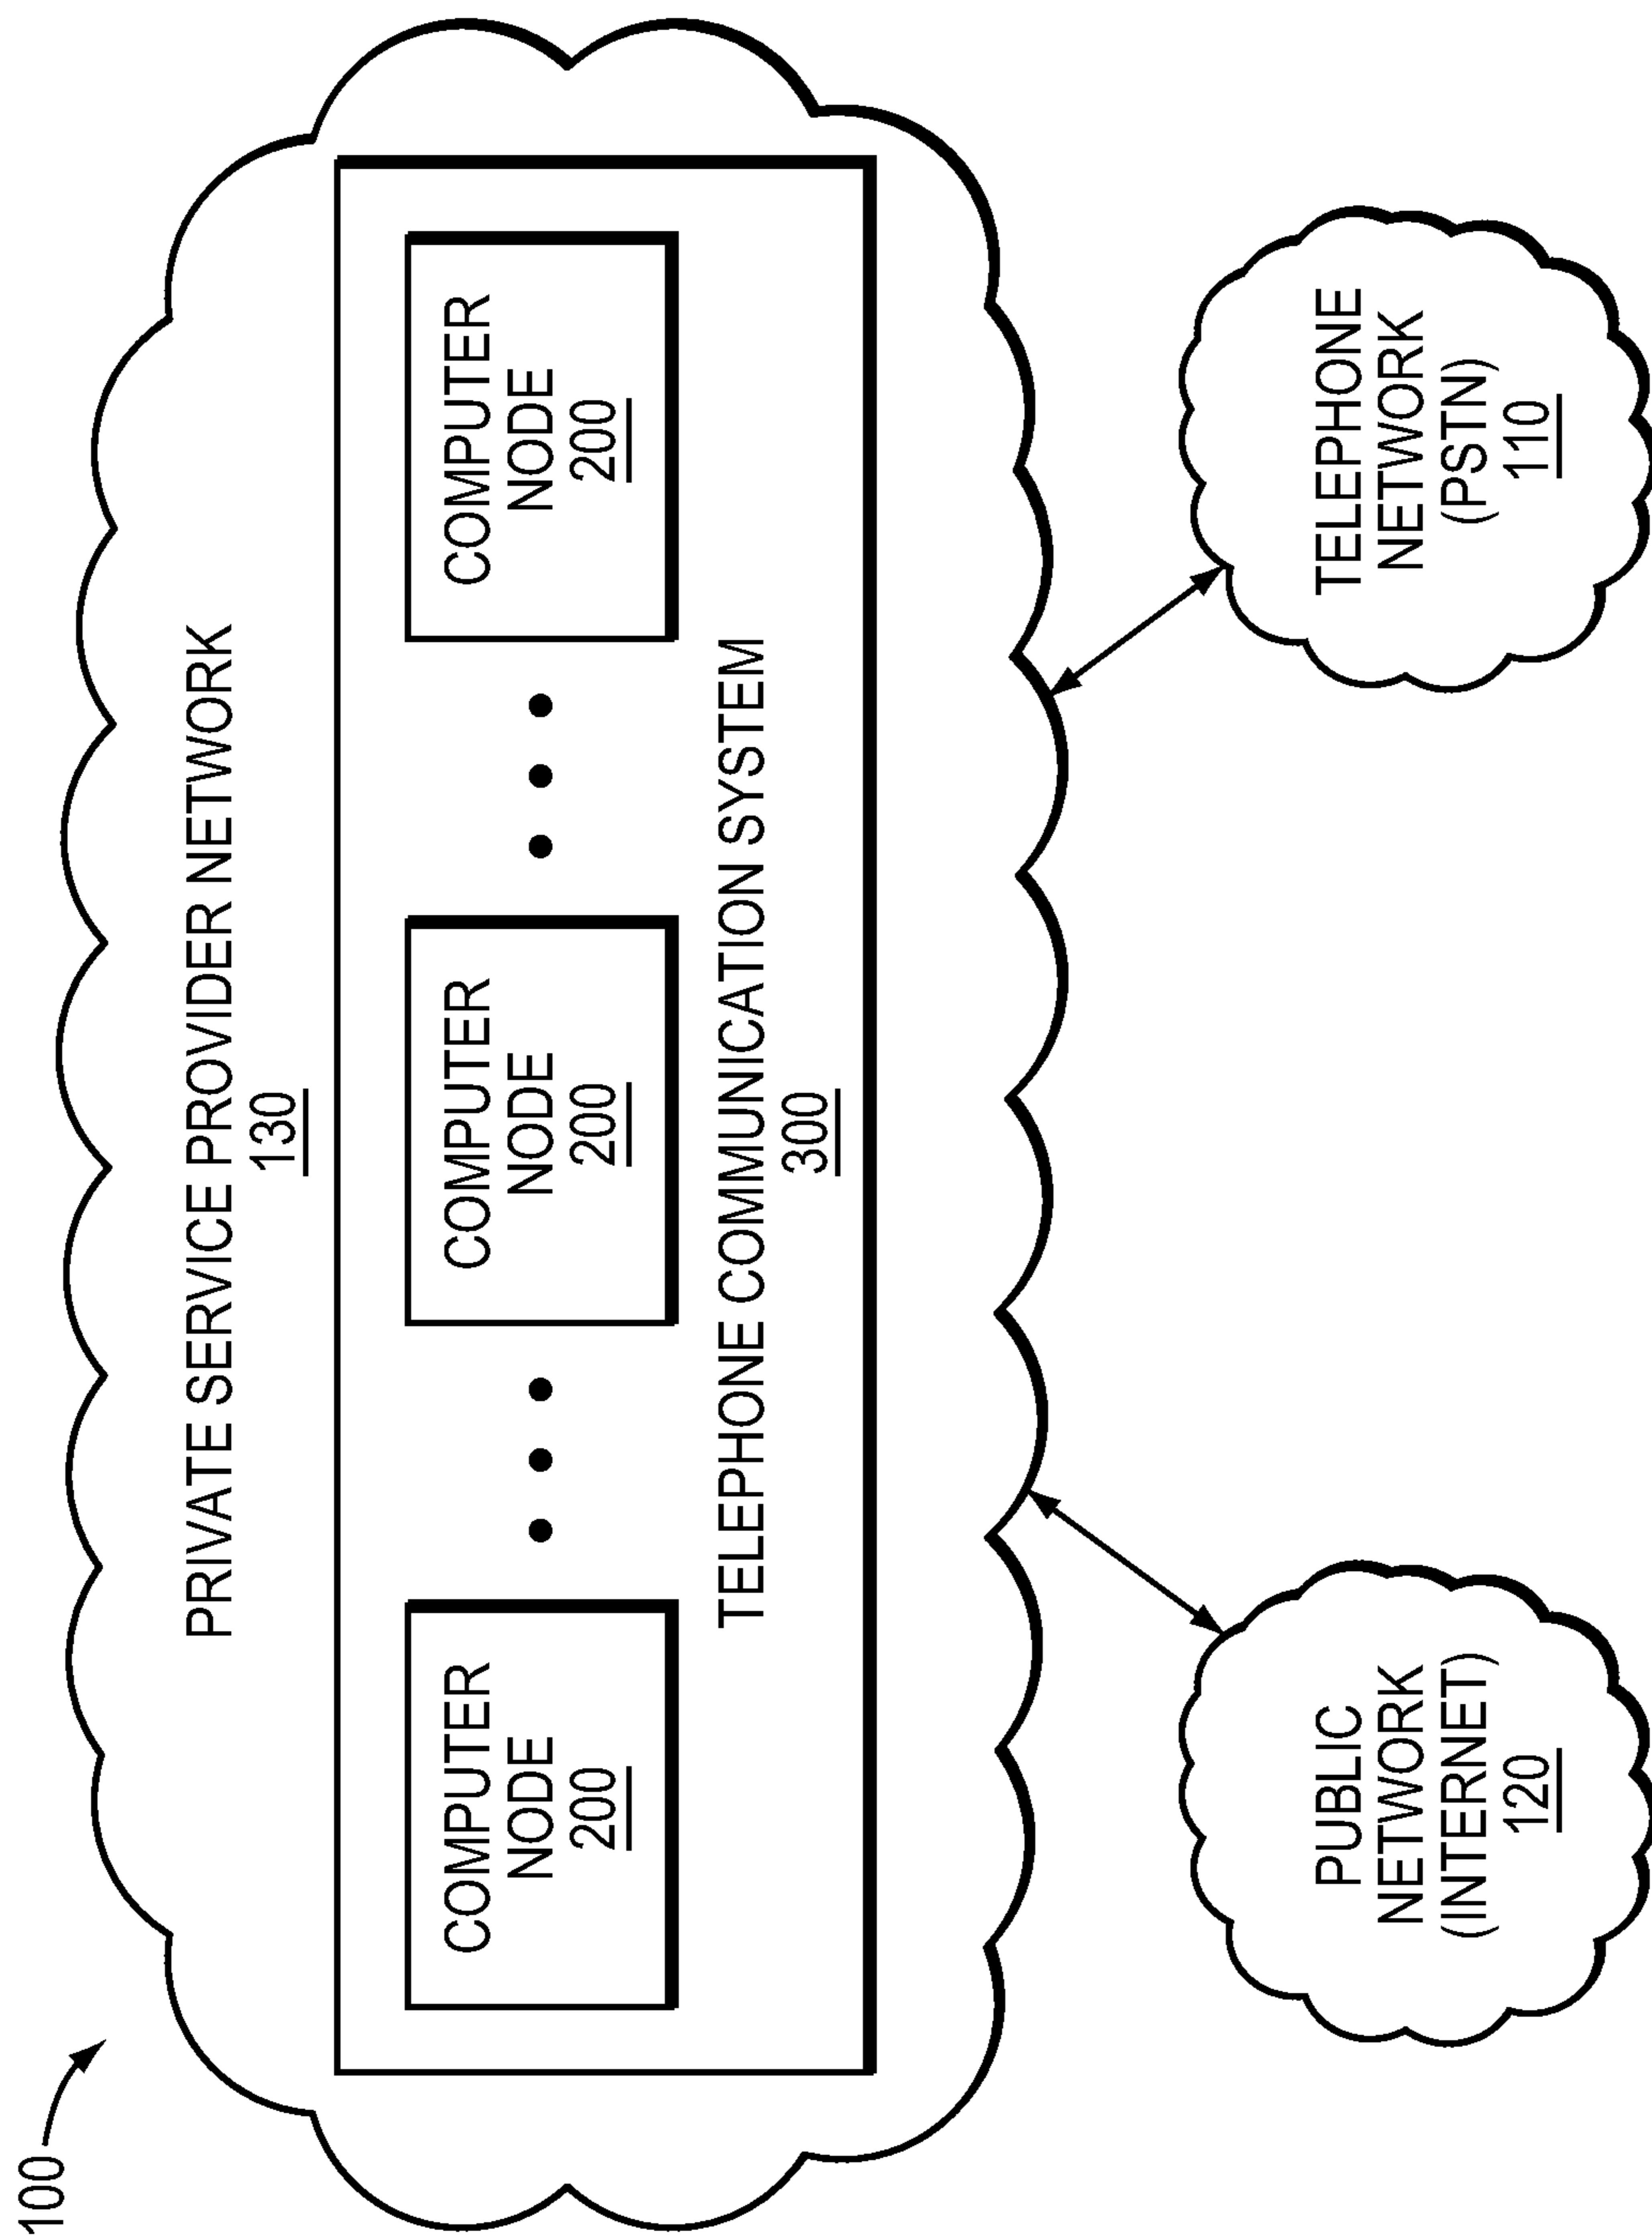 100
PRIVATE SERVICE PROVIDER NETWORK
130
COMPUTER
NODE
200
COMPUTER
NODE
200
COMPUTER
NODE
200
TELEPHONE COMMUNICATION SYSTEM
300
PUBLIC
NETWORK
(INTERNET)
120
TELEPHONE
NETWORK
(PSTN)
110